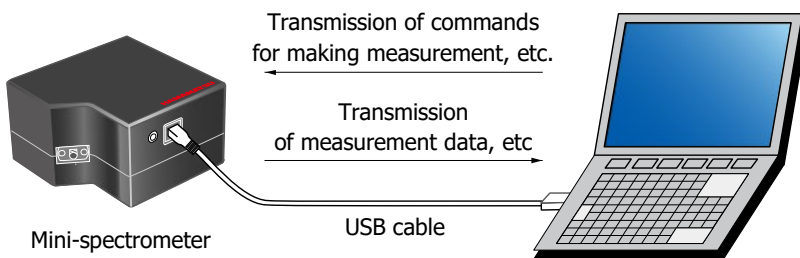 Transmission of commands
for making measurement, etc.
Transmission
of measurement data, etc
USB cable
Mini-spectrometer